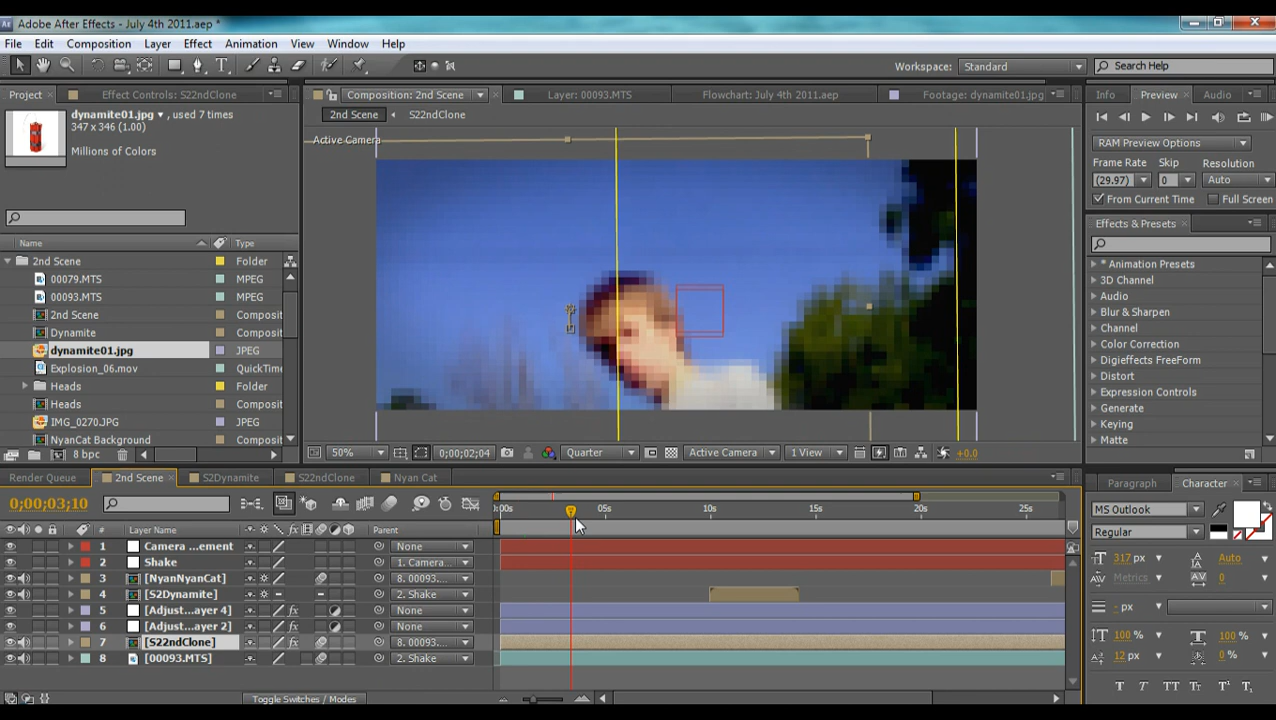 Ae Adobe After Effects - July 4th 2011.aep *
File Edit Composition Layer Effect Animation View Window Help
Workspace: Standard Search Help
Project Effect Controls: S22ndClone
Composition: 2nd Scene Layer: 00093.MTS Flowchart: July 4th 2011.aep Footage: dynamite01.jpg
Info Preview Audio
dynamite01.jpg , used 7 times
347 x 346 (1.00)
Millions of Colors
2nd Scene S22ndClone
Active Camera
RAM Preview Options
Frame Rate Skip Resolution
(29.97) 0 Auto
From Current Time Full Screen
Effects & Presets
* Animation Presets
3D Channel
Audio
Blur & Sharpen
Channel
Color Correction
Digieffects FreeForm
Distort
Expression Controls
Generate
Keying
Matte
Name Type
2nd Scene Folder
00079.MTS MPEG
00093.MTS MPEG
2nd Scene Composit
Dynamite Composit
dynamite01.jpg JPEG
Explosion_06.mov QuickTime
Heads Folder
Heads Composit
IMG_0270.JPG JPEG
NyanCat Background Composit
8 bpc
50% 0;00;02;04 Quarter Active Camera 1 View +0.0
Render Queue 2nd Scene S2Dynamite S22ndClone Nyan Cat
0;00;03;10
0:00s 05s 10s 15s 20s 25s
# Layer Name Parent
1 Camera ...ement None
2 Shake 1. Camera...
3 [NyanNyanCat] 8. 00093....
4 [S2Dynamite] 2. Shake
5 [Adjust...ayer 4] fx None
6 [Adjust...ayer 2] fx None
7 [S22ndClone] fx 8. 00093....
8 [00093.MTS] 2. Shake
Toggle Switches / Modes
Paragraph Character
MS Outlook
Regular
317 px Auto
Metrics 0
- px
100 % 100 %
12 px 0 %
T T TT Tr T¹ T₁